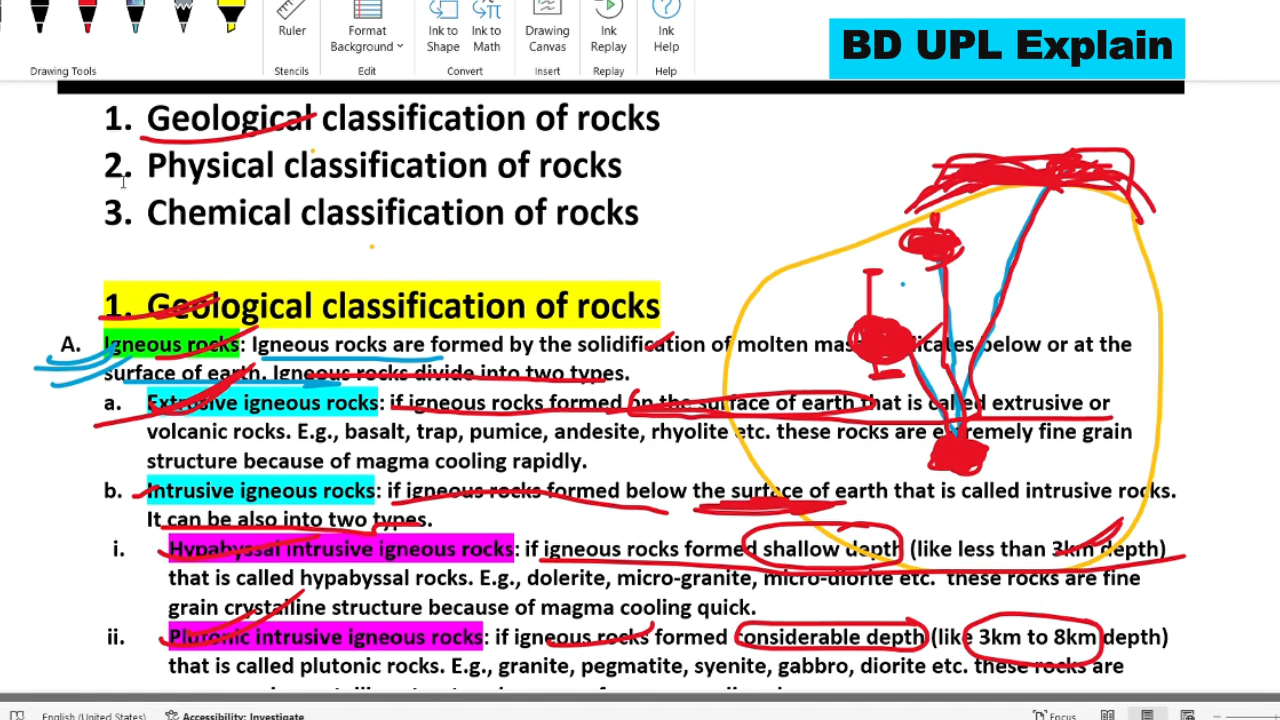 Ruler
Format
Background
Ink to
Shape
Ink to
Math
Drawing
Canvas
Ink
Replay
Ink
Help
Drawing Tools
Stencils
Edit
Convert
Insert
Replay
Help
BD UPL Explain
1. Geological classification of rocks
2. Physical classification of rocks
3. Chemical classification of rocks
1. Geological classification of rocks
A. Igneous rocks: Igneous rocks are formed by the solidification of molten below or at the
surface of earth. Igneous rocks divide into two types.
a. Extrusive igneous rocks: if igneous rocks formed on the surface of earth that is called extrusive or
volcanic rocks. E.g., basalt, trap, pumice, andesite, rhyolite etc. these rocks are extremely fine grain
structure because of magma cooling rapidly.
b. Intrusive igneous rocks: if igneous rocks formed below the surface of earth that is called intrusive rocks.
It can be also into two types.
i. Hypabyssal intrusive igneous rocks: if igneous rocks formed shallow depth (like less than 3km depth)
that is called hypabyssal rocks. E.g., dolerite, micro-granite, micro-diorite etc. these rocks are fine
grain crystalline structure because of magma cooling quick.
ii. Plutonic intrusive igneous rocks: if igneous rocks formed considerable depth (like 3km to 8km depth)
that is called plutonic rocks. E.g., granite, pegmatite, syenite, gabbro, diorite etc. these rocks are
English (United States)
Accessibility: Investigate
Focus